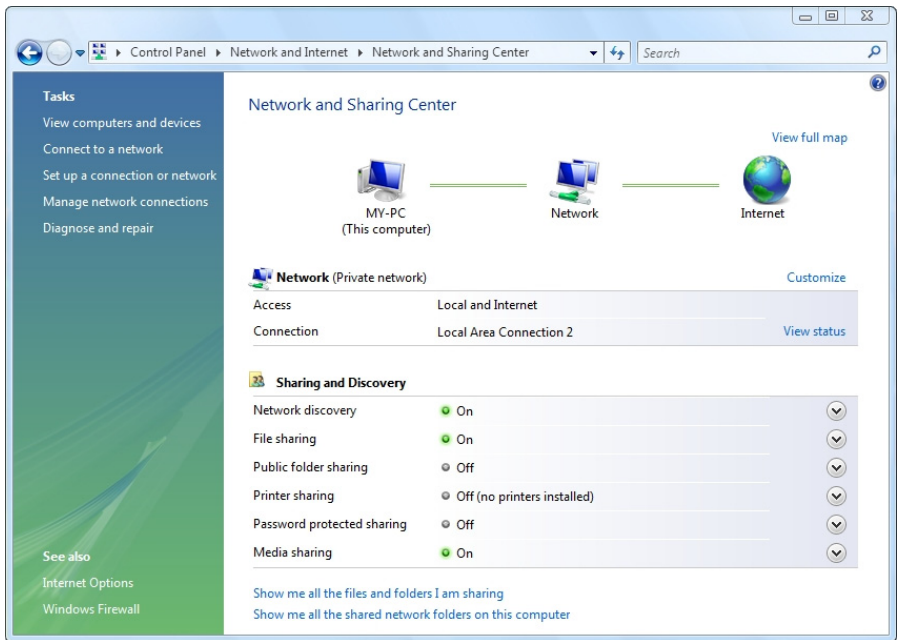 Control Panel Network and Internet Network and Sharing Center Search
Tasks
View computers and devices
Connect to a network
Set up a connection or network
Manage network connections
Diagnose and repair
See also
Internet Options
Windows Firewall
Network and Sharing Center
View full map
MY-PC
(This computer)
Network
Internet
Network (Private network) Customize
Access Local and Internet
Connection Local Area Connection 2 View status
Sharing and Discovery
Network discovery On
File sharing On
Public folder sharing Off
Printer sharing Off (no printers installed)
Password protected sharing Off
Media sharing On
Show me all the files and folders I am sharing
Show me all the shared network folders on this computer